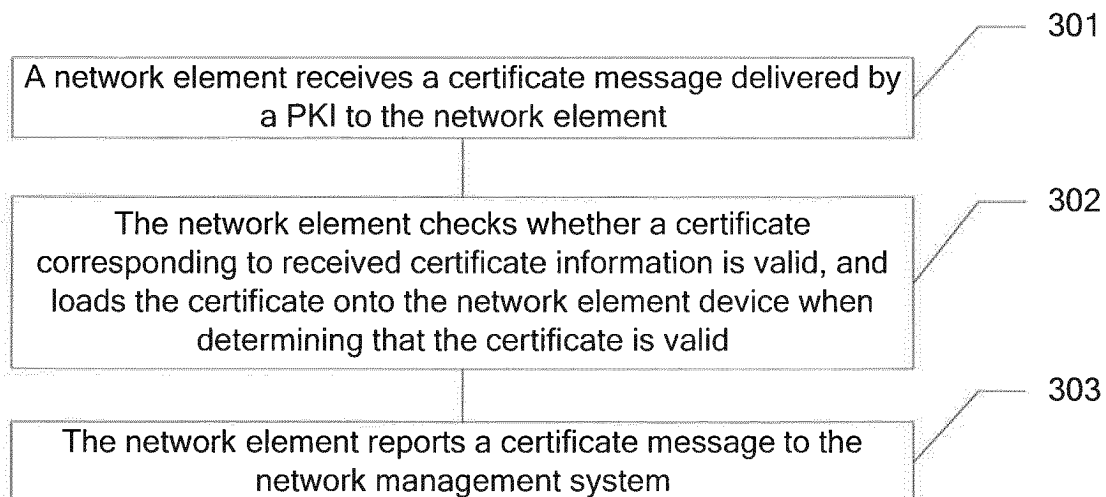 301
A network element receives a certificate message delivered by
a PKI to the network element
302
The network element checks whether a certificate
corresponding to received certificate information is valid, and
loads the certificate onto the network element device when
determining that the certificate is valid
303
The network element reports a certificate message to the
network management system